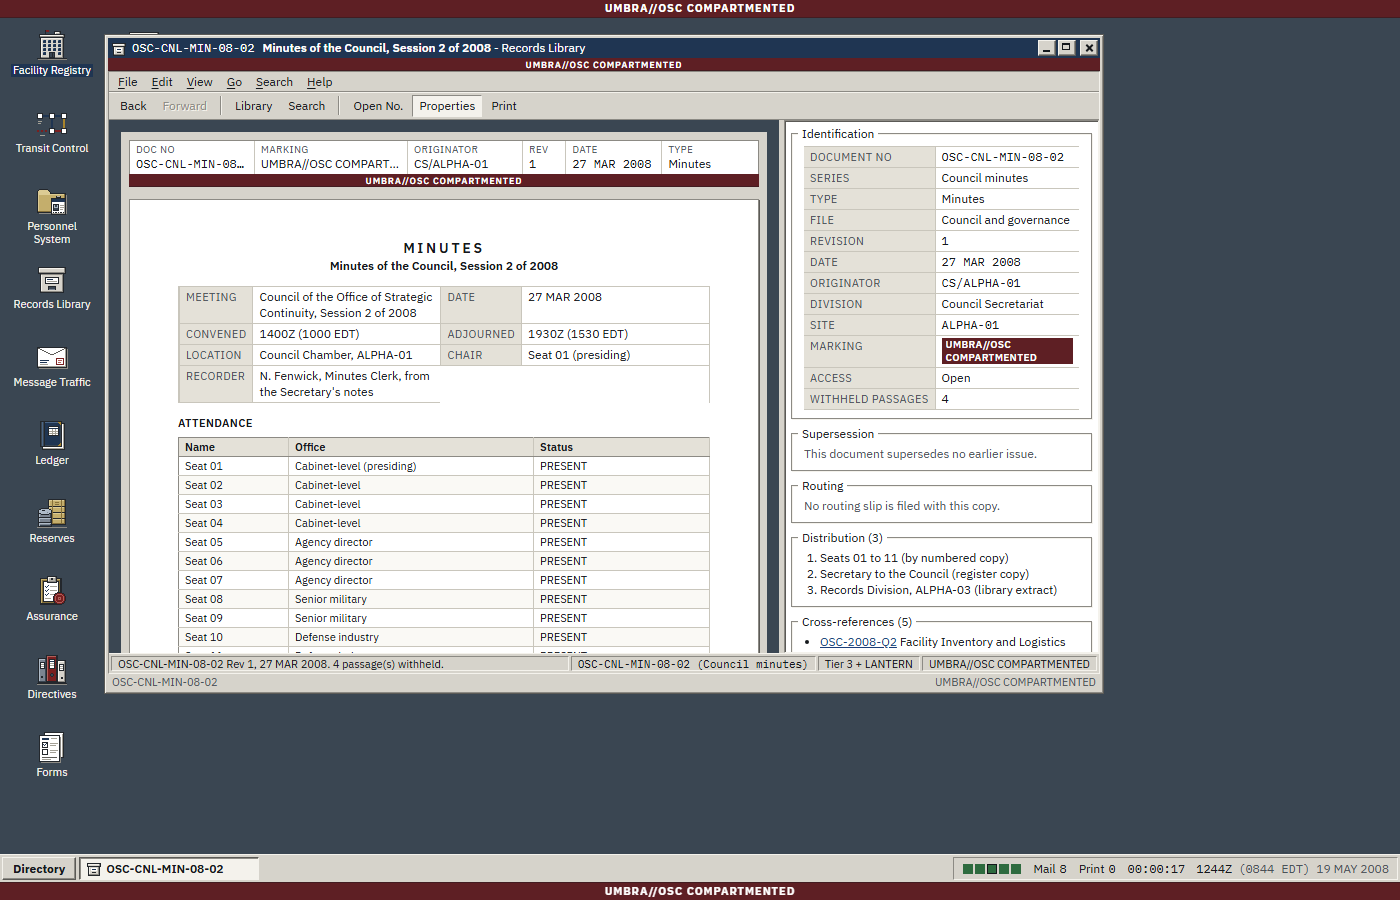 UMBRA//OSC COMPARTMENTED
Facility Registry
Transit Control
Personnel
System
Records Library
Message Traffic
Ledger
Reserves
Assurance
Directives
Forms
OSC-CNL-MIN-08-02 Minutes of the Council, Session 2 of 2008 - Records Library
UMBRA//OSC COMPARTMENTED
File Edit View Go Search Help
Back Forward Library Search Open No. Properties Print
DOC NO MARKING ORIGINATOR REV DATE TYPE
OSC-CNL-MIN-08... UMBRA//OSC COMPART... CS/ALPHA-01 1 27 MAR 2008 Minutes
UMBRA//OSC COMPARTMENTED
MINUTES
Minutes of the Council, Session 2 of 2008
MEETING Council of the Office of Strategic DATE 27 MAR 2008
Continuity, Session 2 of 2008
CONVENED 1400Z (1000 EDT) ADJOURNED 1930Z (1530 EDT)
LOCATION Council Chamber, ALPHA-01 CHAIR Seat 01 (presiding)
RECORDER N. Fenwick, Minutes Clerk, from
the Secretary's notes
ATTENDANCE
Name Office Status
Seat 01 Cabinet-level (presiding) PRESENT
Seat 02 Cabinet-level PRESENT
Seat 03 Cabinet-level PRESENT
Seat 04 Cabinet-level PRESENT
Seat 05 Agency director PRESENT
Seat 06 Agency director PRESENT
Seat 07 Agency director PRESENT
Seat 08 Senior military PRESENT
Seat 09 Senior military PRESENT
Seat 10 Defense industry PRESENT
Identification
DOCUMENT NO OSC-CNL-MIN-08-02
SERIES Council minutes
TYPE Minutes
FILE Council and governance
REVISION 1
DATE 27 MAR 2008
ORIGINATOR CS/ALPHA-01
DIVISION Council Secretariat
SITE ALPHA-01
MARKING UMBRA//OSC
COMPARTMENTED
ACCESS Open
WITHHELD PASSAGES 4
Supersession
This document supersedes no earlier issue.
Routing
No routing slip is filed with this copy.
Distribution (3)
1. Seats 01 to 11 (by numbered copy)
2. Secretary to the Council (register copy)
3. Records Division, ALPHA-03 (library extract)
Cross-references (5)
• OSC-2008-Q2 Facility Inventory and Logistics
OSC-CNL-MIN-08-02 Rev 1, 27 MAR 2008. 4 passage(s) withheld. OSC-CNL-MIN-08-02 (Council minutes) Tier 3 + LANTERN UMBRA//OSC COMPARTMENTED
OSC-CNL-MIN-08-02 UMBRA//OSC COMPARTMENTED
Directory OSC-CNL-MIN-08-02 Mail 8 Print 0 00:00:17 1244Z (0844 EDT) 19 MAY 2008
UMBRA//OSC COMPARTMENTED